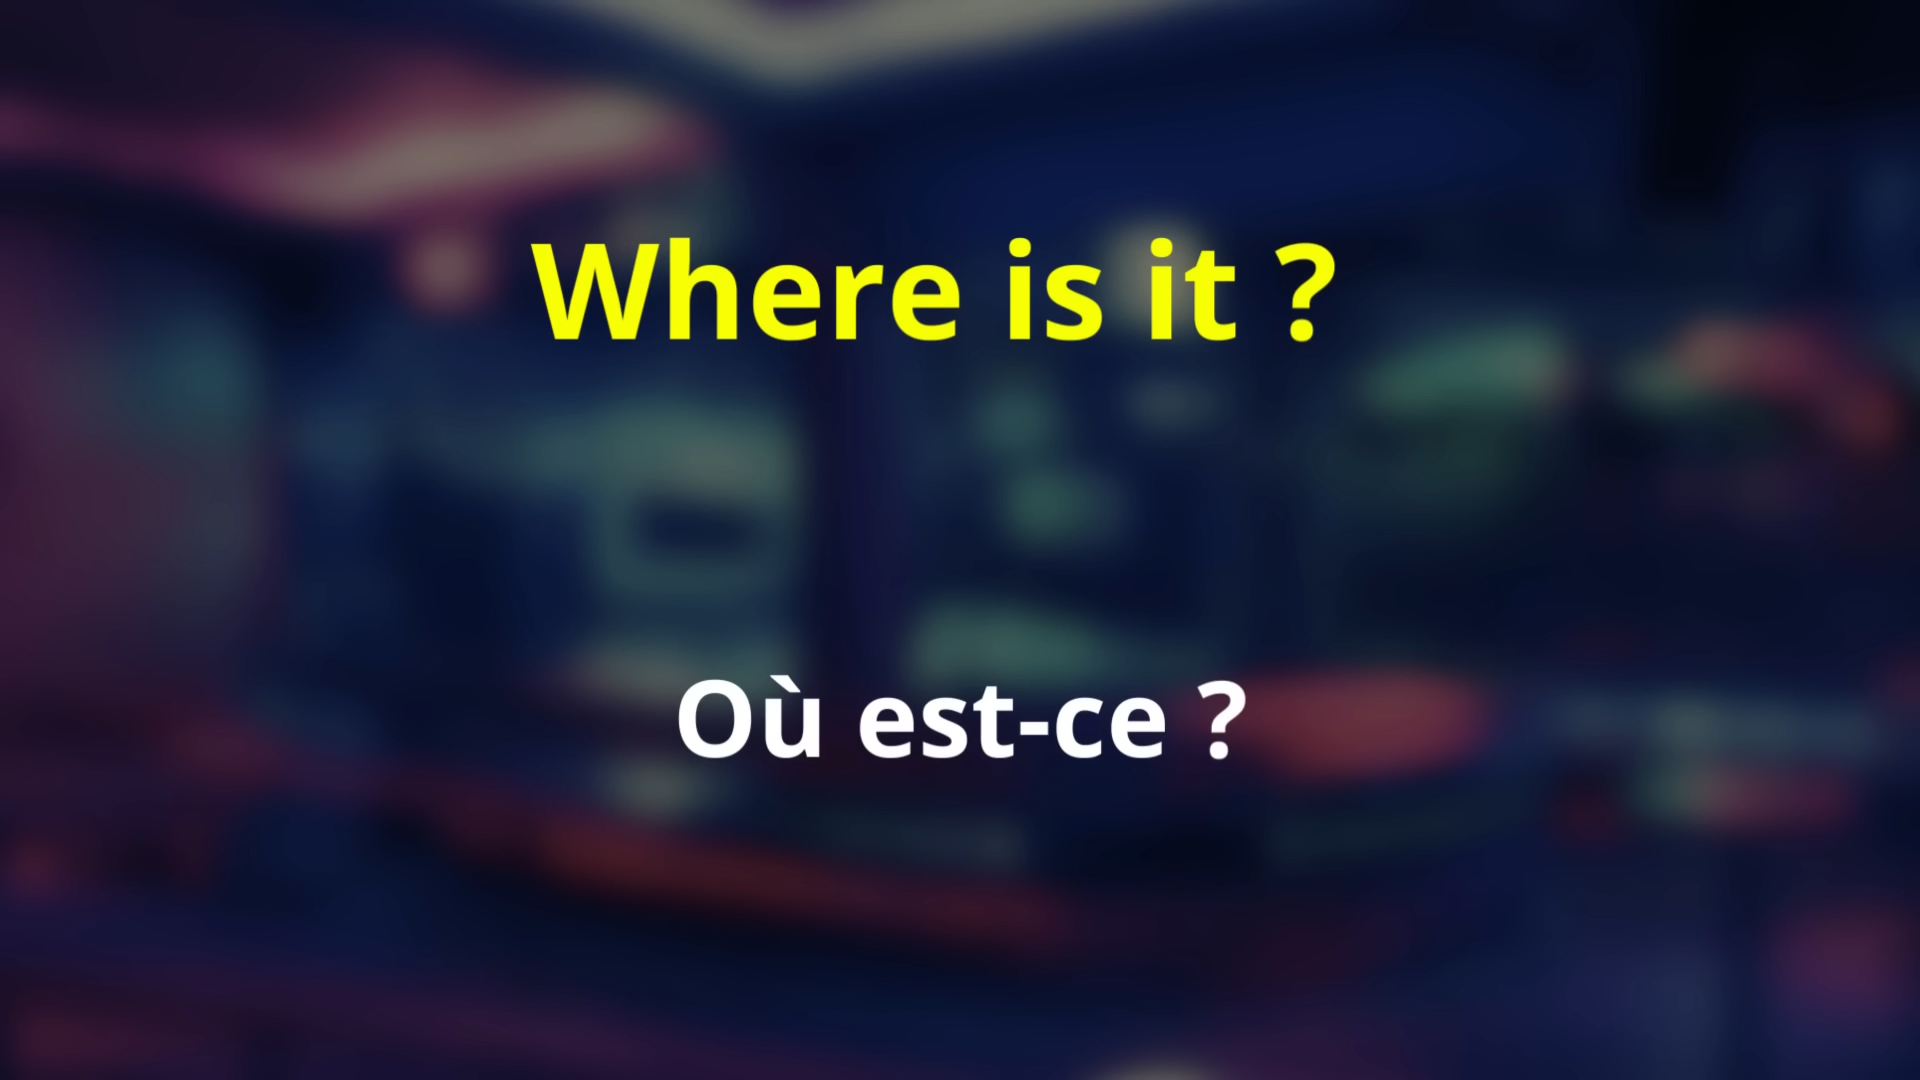 Where is it ?
Où est-ce ?